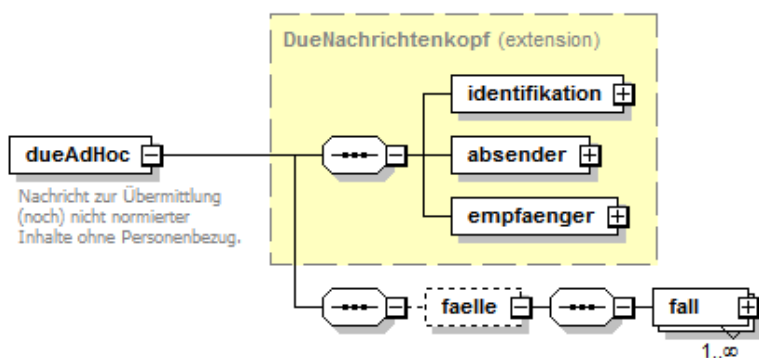 DueNachrichtenkopf (extension)
identifikation
dueAdHoc
absender
Nachricht zur Übermittlung
(noch) nicht normierter
Inhalte ohne Personenbezug.
empfaenger
faelle
fall
1..∞